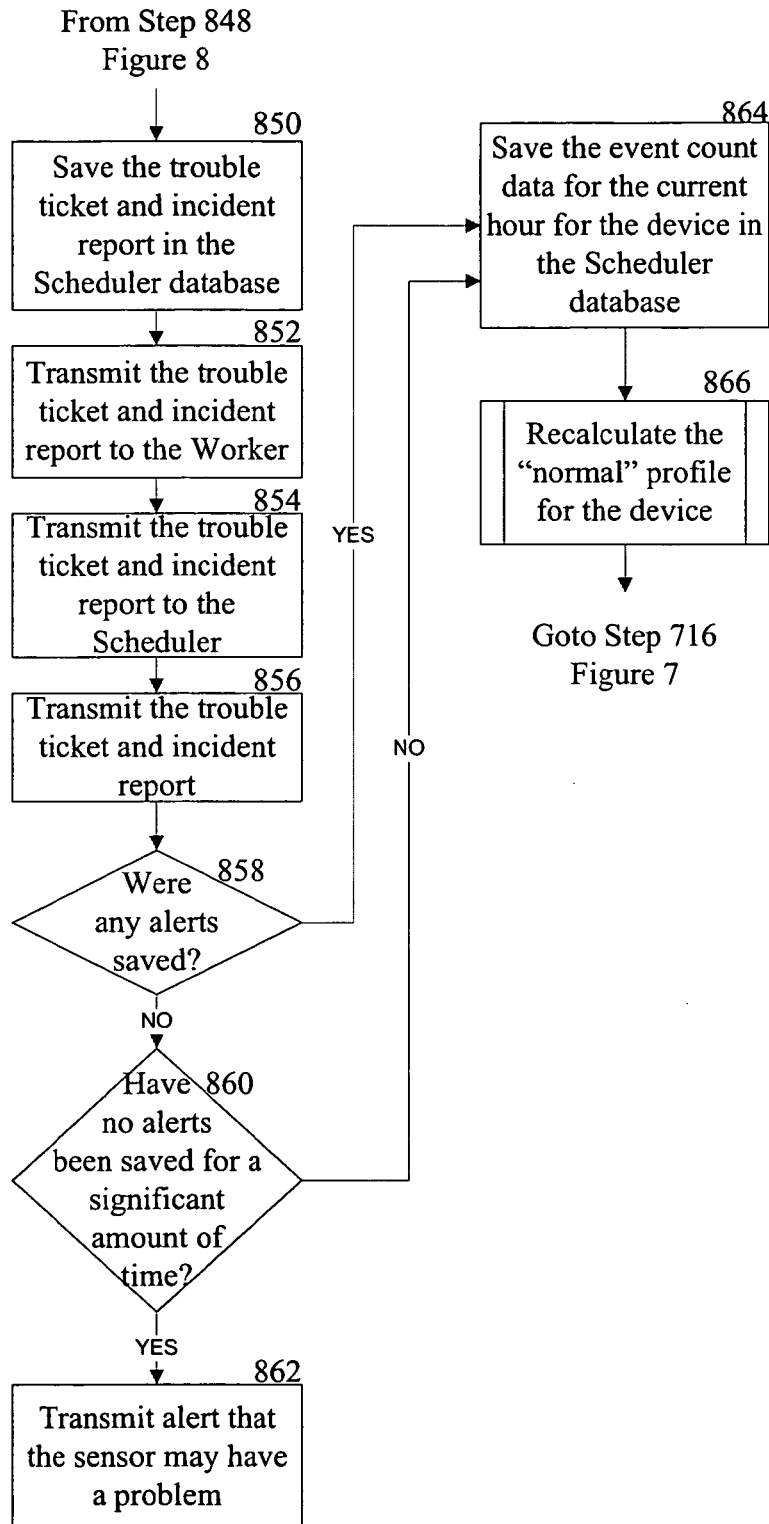 From Step 848
Figure 8
850
Save the trouble
ticket and incident
report in the
Scheduler database
852
Transmit the trouble
ticket and incident
report to the Worker
854
Transmit the trouble
ticket and incident
report to the
Scheduler
856
Transmit the trouble
ticket and incident
report
858
Were
any alerts
saved?
YES
NO
860
Have
no alerts
been saved for a
significant
amount of
time?
NO
YES
862
Transmit alert that
the sensor may have
a problem
864
Save the event count
data for the current
hour for the device in
the Scheduler
database
866
Recalculate the
“normal” profile
for the device
Goto Step 716
Figure 7